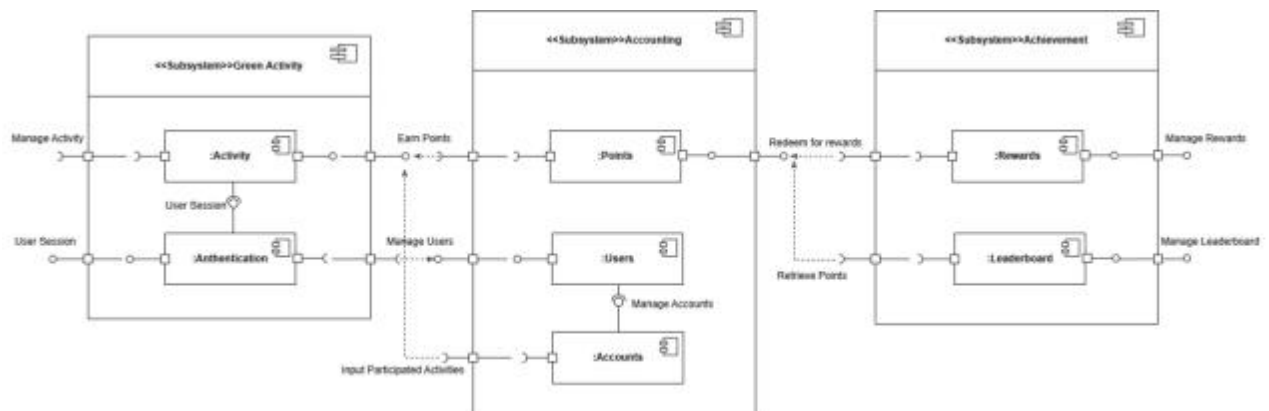 <<Subsystem>>Green Activity
<<Subsystem>>Accounting
<<Subsystem>>Achievement
Manage Activity
:Activity
Earn Points
:Points
Redeem for rewards
:Rewards
Manage Rewards
User Session
User Session
:Anthentication
Manage Users
:Users
Retrieve Points
:Leaderboard
Manage Leaderboard
Manage Accounts
Input Participated Activities
:Accounts